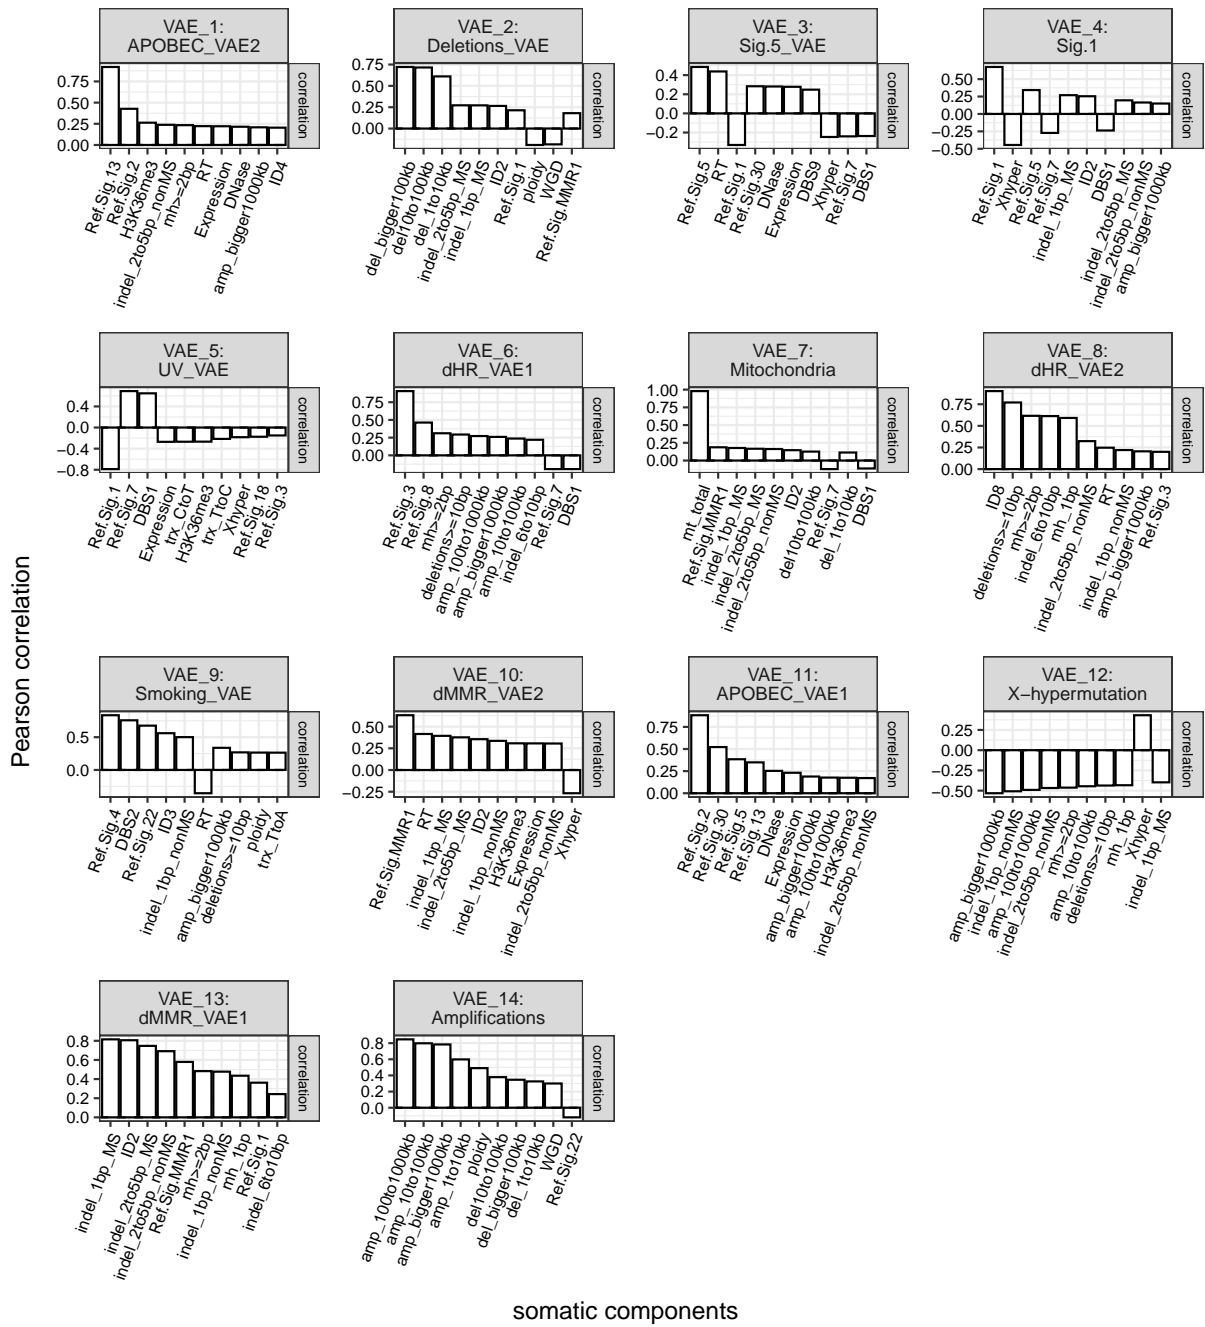 VAE_1:
APOBEC_VAE2
correlation
0.75
0.50
0.25
0.00
Ref.Sig.13
Ref.Sig.2
H3K36me3
indel_2to5bp_nonMS
mh>=2bp
RT
Expression
DNase
amp_bigger1000kb
ID4
VAE_2:
Deletions_VAE
correlation
0.75
0.50
0.25
0.00
del_bigger100kb
del10to100kb
del_1to10kb
indel_2to5bp_MS
indel_1bp_MS
ID2
Ref.Sig.1
ploidy
WGD
Ref.Sig.MMR1
VAE_3:
Sig.5_VAE
correlation
0.4
0.2
0.0
−0.2
Ref.Sig.5
RT
Ref.Sig.1
Ref.Sig.30
DNase
Expression
DBS9
Xhyper
Ref.Sig.7
DBS1
VAE_4:
Sig.1
correlation
0.50
0.25
0.00
−0.25
−0.50
Ref.Sig.1
Xhyper
Ref.Sig.5
Ref.Sig.7
indel_1bp_MS
ID2
DBS1
indel_2to5bp_MS
indel_2to5bp_nonMS
amp_bigger1000kb
VAE_5:
UV_VAE
correlation
0.4
0.0
−0.4
−0.8
Ref.Sig.1
Ref.Sig.7
DBS1
Expression
trx_CtoT
H3K36me3
trx_TtoC
Xhyper
Ref.Sig.18
Ref.Sig.3
VAE_6:
dHR_VAE1
correlation
0.75
0.50
0.25
0.00
Ref.Sig.3
Ref.Sig.8
mh>=2bp
deletions>=10bp
amp_100to1000kb
amp_bigger1000kb
amp_10to100kb
indel_6to10bp
Ref.Sig.7
DBS1
VAE_7:
Mitochondria
correlation
1.00
0.75
0.50
0.25
0.00
mt_total
Ref.Sig.MMR1
indel_1bp_MS
indel_2to5bp_MS
indel_2to5bp_nonMS
ID2
del10to100kb
Ref.Sig.7
del_1to10kb
DBS1
VAE_8:
dHR_VAE2
correlation
0.75
0.50
0.25
0.00
ID8
deletions>=10bp
mh>=2bp
indel_6to10bp
mh_1bp
indel_2to5bp_nonMS
RT
indel_1bp_nonMS
amp_bigger1000kb
Ref.Sig.3
Pearson correlation
VAE_9:
Smoking_VAE
correlation
0.5
0.0
Ref.Sig.4
DBS2
Ref.Sig.22
ID3
indel_1bp_nonMS
RT
amp_bigger1000kb
deletions>=10bp
ploidy
trx_TtoA
VAE_10:
dMMR_VAE2
correlation
0.50
0.25
0.00
−0.25
Ref.Sig.MMR1
RT
indel_1bp_MS
indel_2to5bp_MS
ID2
indel_1bp_nonMS
H3K36me3
Expression
indel_2to5bp_nonMS
Xhyper
VAE_11:
APOBEC_VAE1
correlation
0.75
0.50
0.25
0.00
Ref.Sig.2
Ref.Sig.30
Ref.Sig.5
Ref.Sig.13
DNase
Expression
amp_bigger1000kb
amp_100to1000kb
H3K36me3
indel_2to5bp_nonMS
VAE_12:
X−hypermutation
correlation
0.25
0.00
−0.25
−0.50
amp_bigger1000kb
indel_1bp_nonMS
amp_100to1000kb
indel_2to5bp_nonMS
mh>=2bp
amp_10to100kb
deletions>=10bp
mh_1bp
Xhyper
indel_1bp_MS
VAE_13:
dMMR_VAE1
correlation
0.8
0.6
0.4
0.2
0.0
indel_1bp_MS
ID2
indel_2to5bp_MS
indel_2to5bp_nonMS
Ref.Sig.MMR1
mh>=2bp
indel_1bp_nonMS
mh_1bp
Ref.Sig.1
indel_6to10bp
VAE_14:
Amplifications
correlation
0.8
0.6
0.4
0.2
0.0
amp_100to1000kb
amp_10to100kb
amp_bigger1000kb
amp_1to10kb
ploidy
del10to100kb
del_bigger100kb
del_1to10kb
WGD
Ref.Sig.22
somatic components